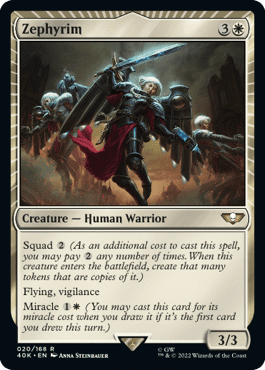 Zephyrim 3
Creature — Human Warrior
Squad 2 (As an additional cost to cast this spell,
you may pay 2 any number of times. When this
creature enters the battlefield, create that many
tokens that are copies of it.)
Flying, vigilance
Miracle 1 (You may cast this card for its
miracle cost when you draw it if it's the first card
you drew this turn.)
3/3
020/168 R
40K • EN ANNA STEINBAUER
© GW
™ & © 2022 Wizards of the Coast